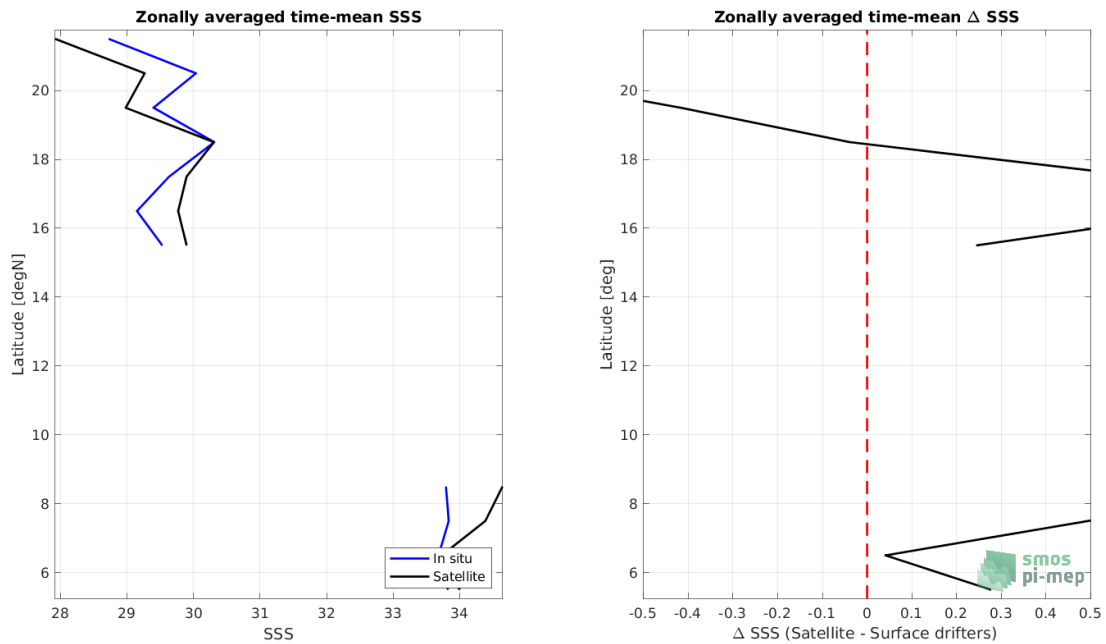 Zonally averaged time-mean SSS
Latitude [degN]
20
18
16
14
12
10
8
6
28 29 30 31 32 33 34
SSS
In situ
Satellite
Zonally averaged time-mean Δ SSS
Latitude [deg]
20
18
16
14
12
10
8
6
-0.5 -0.4 -0.3 -0.2 -0.1 0 0.1 0.2 0.3 0.4 0.5
Δ SSS (Satellite - Surface drifters)
smos
pi-mep